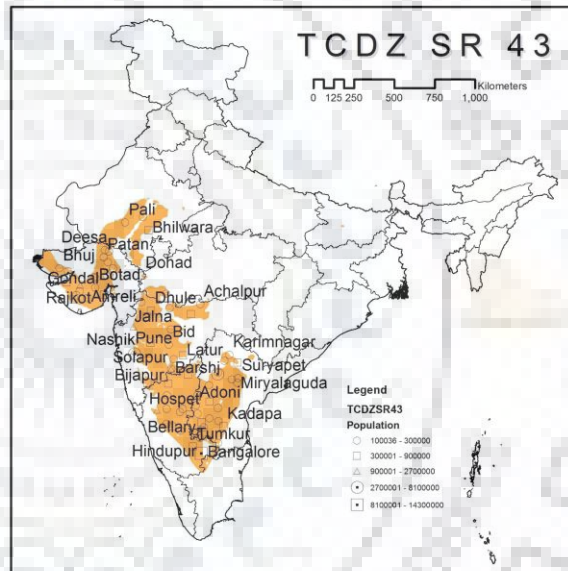 TCDZ SR 43
Kilometers
0 125 250 500 750 1,000
Pali
Bhilwara
Deesa
Patan
Bhuj
Dohad
Gondal
Botad
Rajkot
Amreli
Achalpur
Dhule
Jalna
Nashik
Pune
Bid
Karimnagar
Latur
Solapur
Suryapet
Barshi
Bijapur
Miryalaguda
Adoni
Hospet
Kadapa
Bellary
Tumkur
Hindupur
Bangalore
Legend
TCDZSR43
Population
100036 - 300000
300001 - 900000
900001 - 2700000
2700001 - 8100000
8100001 - 14300000